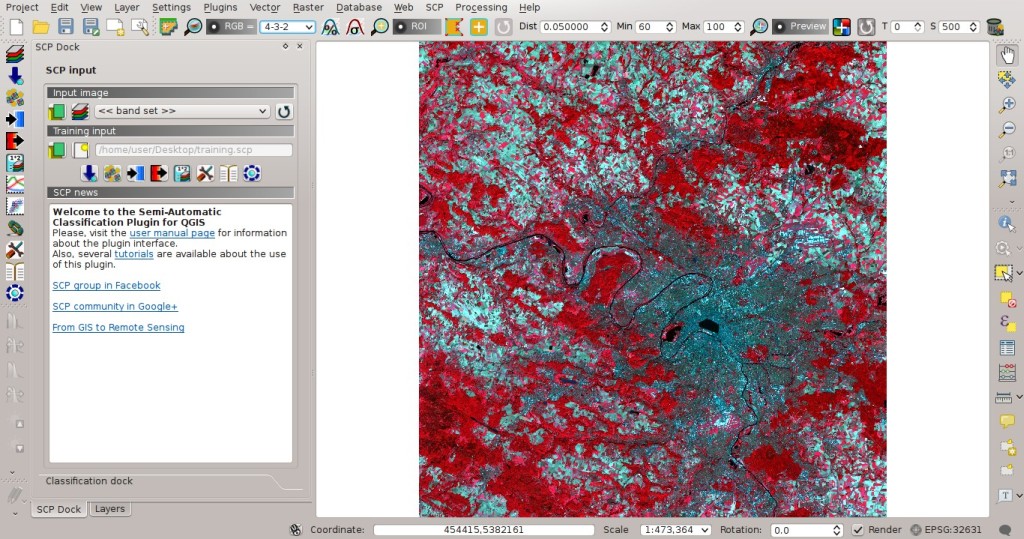 Project Edit View Layer Settings Plugins Vector Raster Database Web SCP Processing Help
RGB = 4-3-2 ROI Dist 0.050000 Min 60 Max 100 Preview T 0 S 500
SCP Dock
SCP input
Input image
<< band set >>
Training input
/home/user/Desktop/training.scp
SCP news
Welcome to the Semi-Automatic
Classification Plugin for QGIS
Please, visit the user manual page for information
about the plugin interface.
Also, several tutorials are available about the use
of this plugin.
SCP group in Facebook
SCP community in Google+
From GIS to Remote Sensing
Classification dock
SCP Dock Layers
Coordinate: 454415,5382161 Scale 1:473,364 Rotation: 0.0 Render EPSG:32631